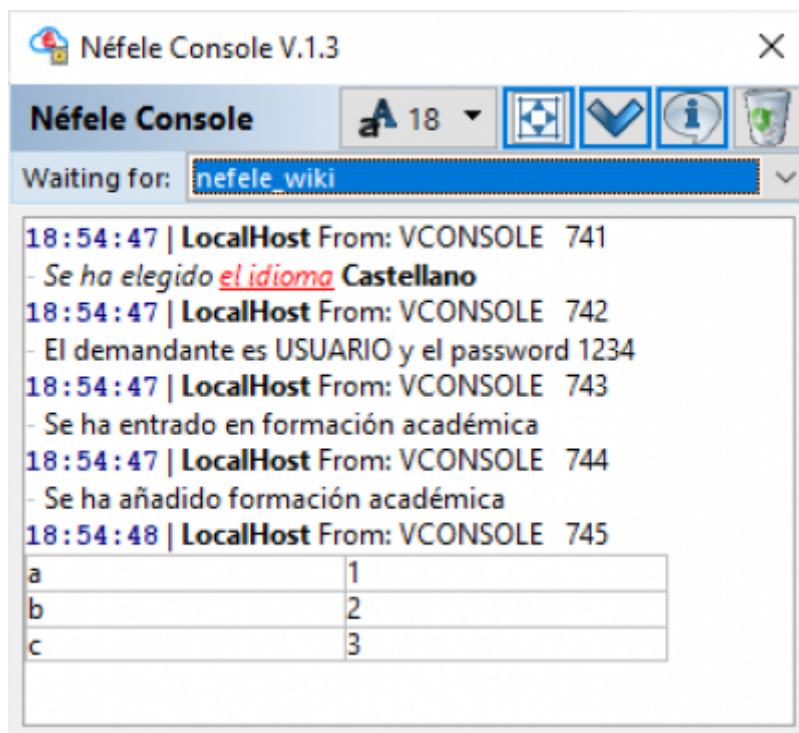 Néfele Console V.1.3
Néfele Console
18
Waiting for: nefele_wiki
18:54:47 | LocalHost From: VCONSOLE 741
- Se ha elegido el idioma Castellano
18:54:47 | LocalHost From: VCONSOLE 742
- El demandante es USUARIO y el password 1234
18:54:47 | LocalHost From: VCONSOLE 743
- Se ha entrado en formación académica
18:54:47 | LocalHost From: VCONSOLE 744
- Se ha añadido formación académica
18:54:48 | LocalHost From: VCONSOLE 745
a 1
b 2
c 3